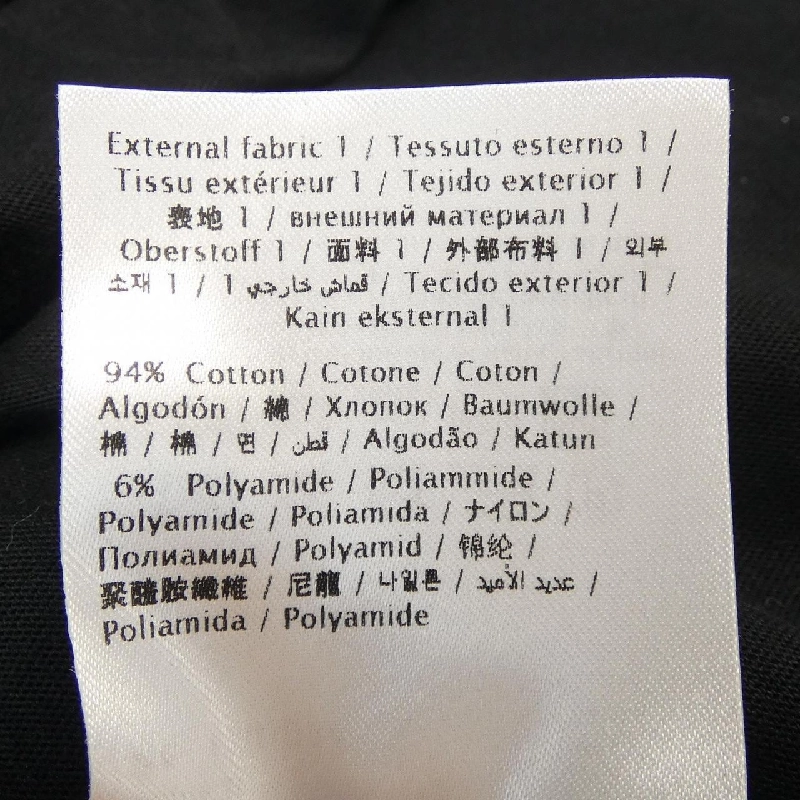 External fabric 1 / Tessuto esterno 1 /
Tissu extérieur 1 / Tejido exterior 1 /
表地 1 / внешний материал 1 /
Oberstoff 1 / 面料 1 / 外部布料 1 / 외부
소재 1 / 1 قماش خارجي / Tecido exterior 1 /
Kain eksternal 1
94% Cotton / Cotone / Coton /
Algodón / 綿 / Хлопок / Baumwolle /
棉 / 棉 / 면 / قطن / Algodão / Katun
6% Polyamide / Poliammide /
Polyamide / Poliamida / ナイロン /
Полиамид / Polyamid / 锦纶 /
聚醯胺纖維 / 尼龍 / 나일론 / عديد الأميد /
Poliamida / Polyamide